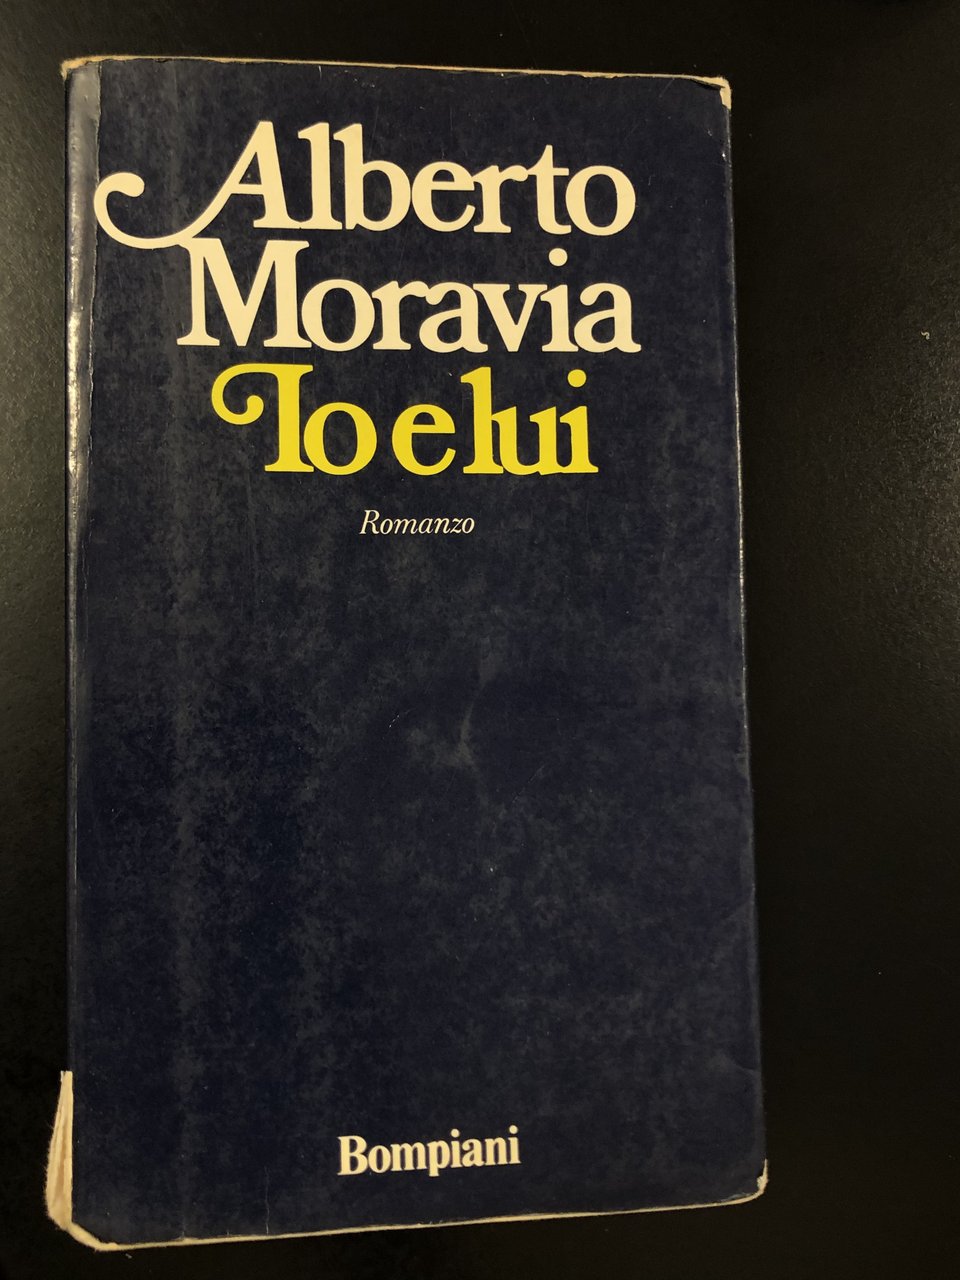 Alberto
Moravia
Io e lui
Romanzo
Bompiani